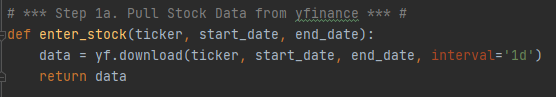 # *** Step 1a. Pull Stock Data from yfinance *** #
def enter_stock(ticker, start_date, end_date):
    data = yf.download(ticker, start_date, end_date, interval='1d')
    return data